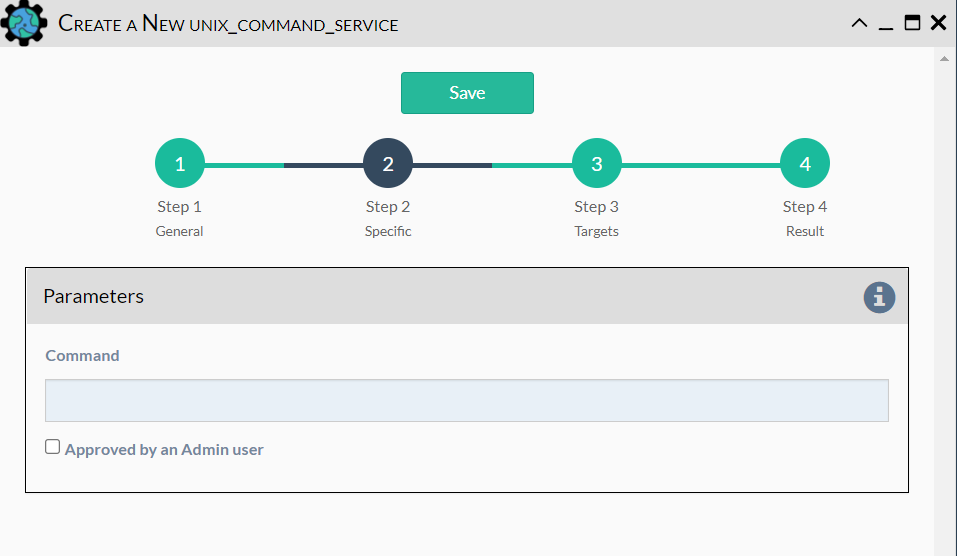 Create a New unix_command_service
Save
1 2 3 4
Step 1 Step 2 Step 3 Step 4
General Specific Targets Result
Parameters
Command
Approved by an Admin user